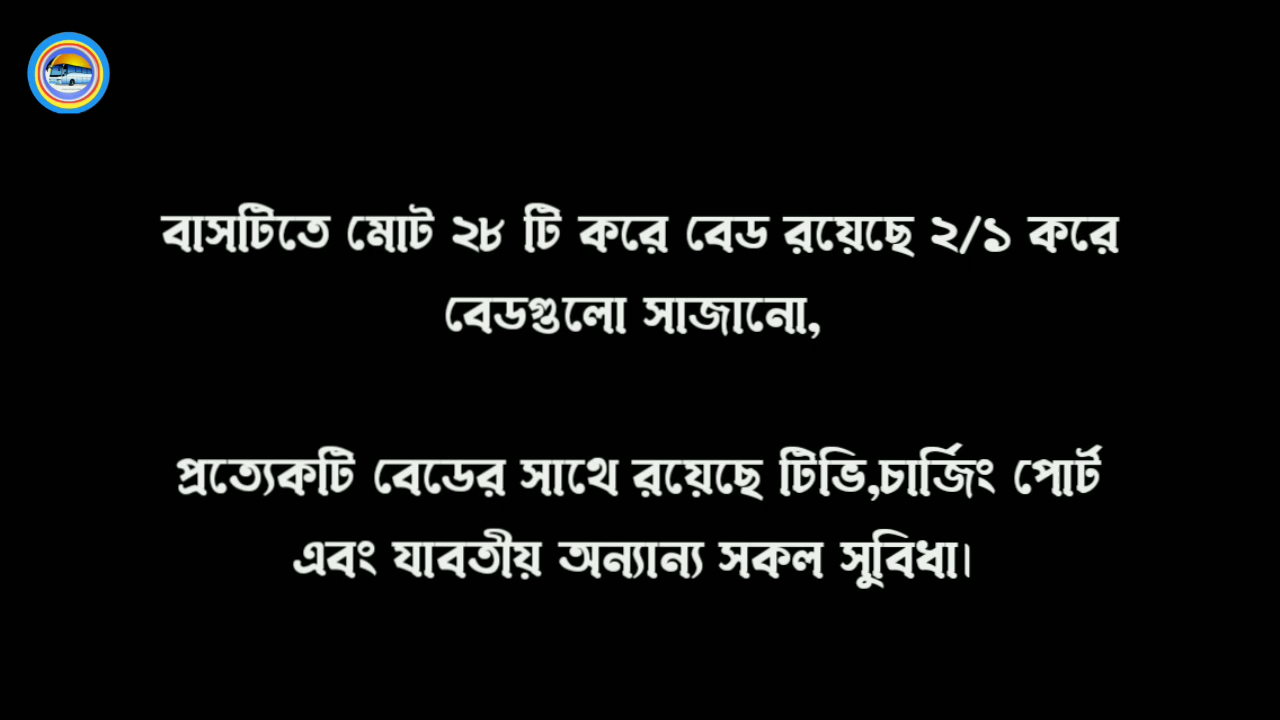 বাসটিতে মোট ২৮ টি করে বেড রয়েছে ২/১ করে
বেডগুলো সাজানো,
প্রত্যেকটি বেডের সাথে রয়েছে টিভি,চার্জিং পোর্ট
এবং যাবতীয় অন্যান্য সকল সুবিধা।